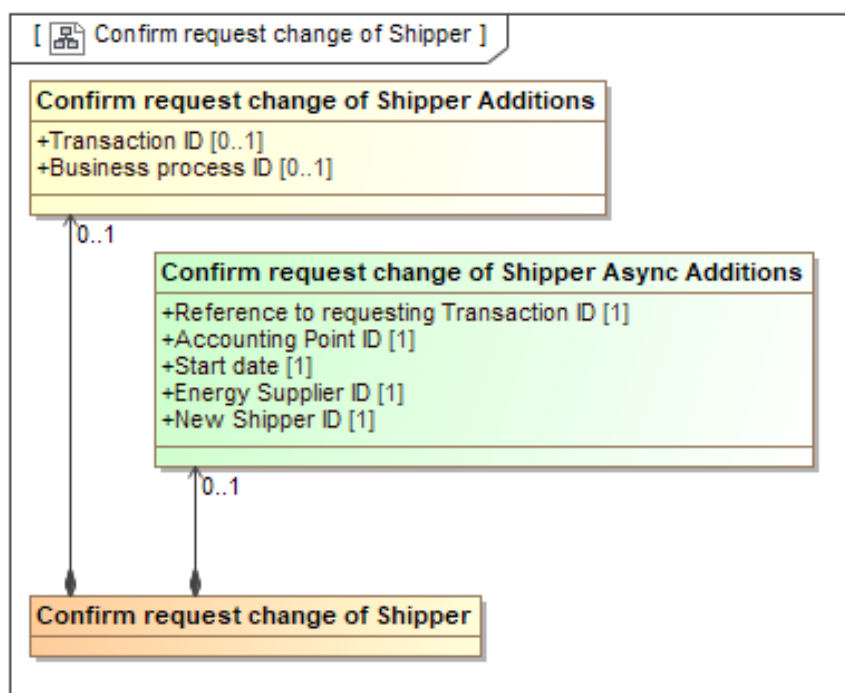 [ Confirm request change of Shipper ]
Confirm request change of Shipper Additions
+Transaction ID [0..1]
+Business process ID [0..1]
0..1
Confirm request change of Shipper Async Additions
+Reference to requesting Transaction ID [1]
+Accounting Point ID [1]
+Start date [1]
+Energy Supplier ID [1]
+New Shipper ID [1]
0..1
Confirm request change of Shipper